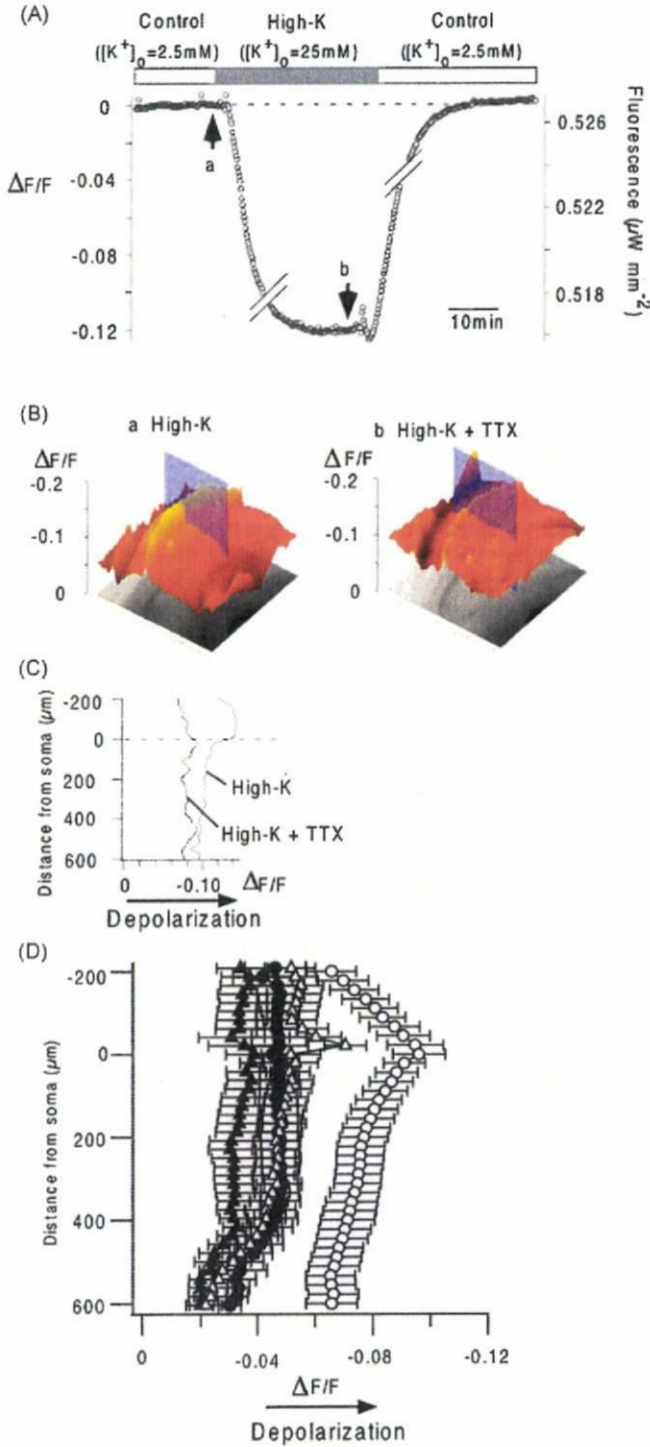 (A)
Control High-K Control
([K⁺]o=2.5mM) ([K⁺]o=25mM) ([K⁺]o=2.5mM)
0
-0.04
-0.08
-0.12
ΔF/F
a
b
10min
0.526
0.522
0.518
Fluorescence (µW mm⁻²)
(B)
a High-K b High-K + TTX
ΔF/F ΔF/F
-0.2 -0.2
-0.1 -0.1
0 0
(C)
Distance from soma (µm)
-200
0
200
400
600
High-K
High-K + TTX
0 -0.10 ΔF/F
Depolarization
(D)
Distance from soma (µm)
-200
0
200
400
600
0 -0.04 -0.08 -0.12
ΔF/F
Depolarization